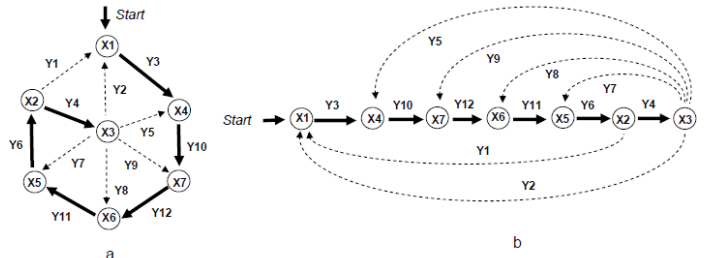 Start
X1
Y1
Y3
Y2
X2
Y4
X4
X3
Y5
Y6
Y10
Y7
Y9
X5
Y8
X7
Y11
Y12
X6
a
Y5
Y9
Y8
Y7
Start
X1 Y3 X4 Y10 X7 Y12 X6 Y11 X5 Y6 X2 Y4 X3
Y1
Y2
b